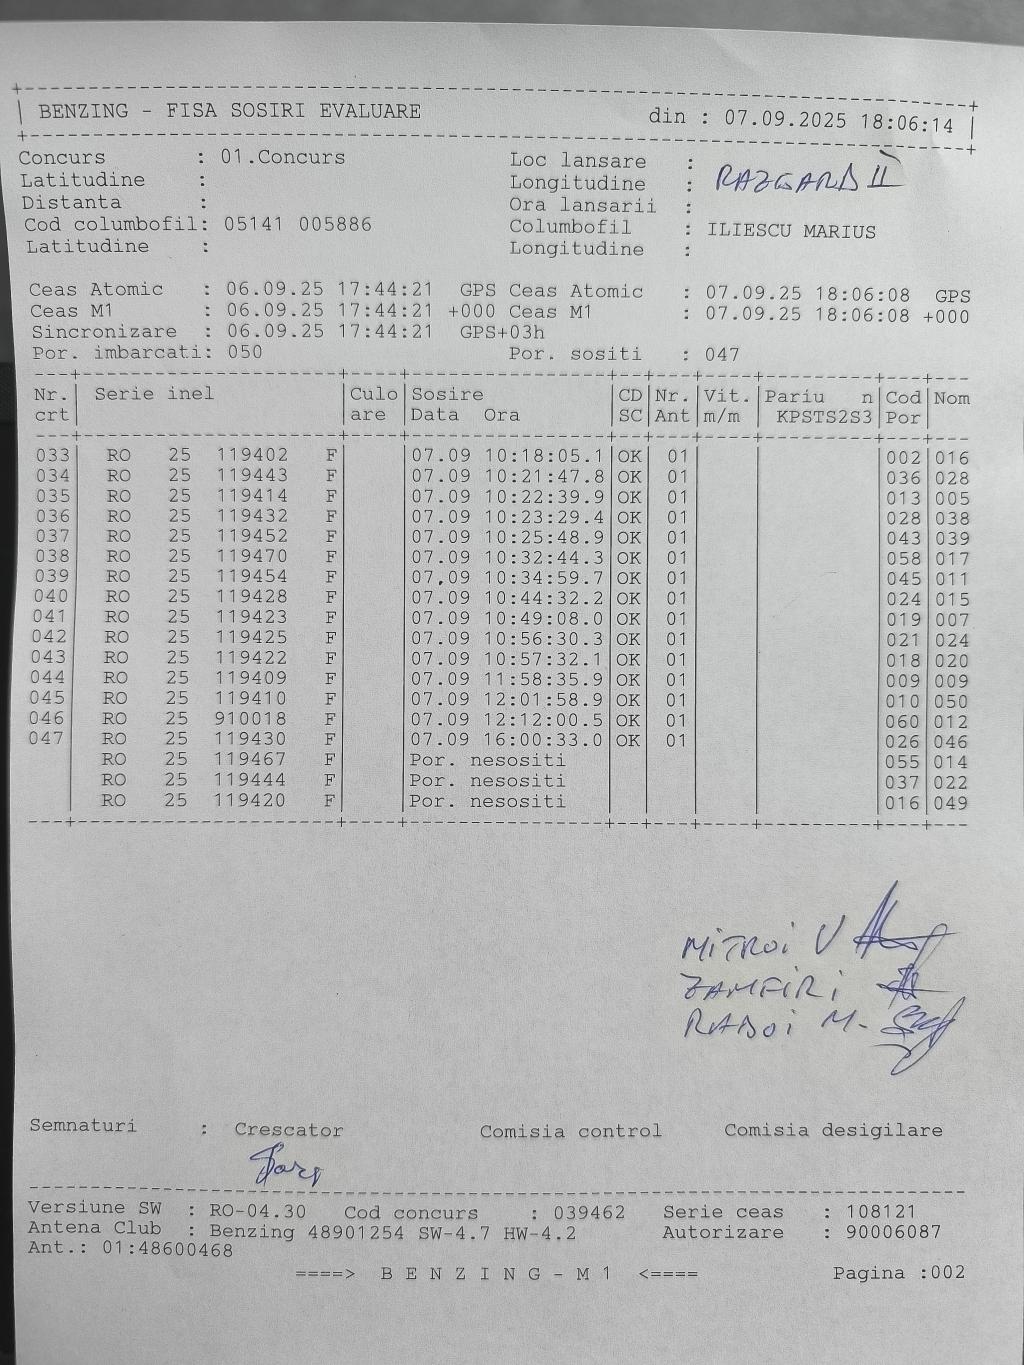 BENZING - FISA SOSIRI EVALUARE din : 07.09.2025 18:06:14
Concurs : 01.Concurs Loc lansare :
Latitudine : Longitudine : RAZGARD II
Distanta : Ora lansarii :
Cod columbofil: 05141 005886 Columbofil : ILIESCU MARIUS
Latitudine : Longitudine :
Ceas Atomic : 06.09.25 17:44:21 GPS Ceas Atomic : 07.09.25 18:06:08 GPS
Ceas M1 : 06.09.25 17:44:21 +000 Ceas M1 : 07.09.25 18:06:08 +000
Sincronizare : 06.09.25 17:44:21 GPS+03h
Por. imbarcati: 050 Por. sositi : 047
Nr. Serie inel Culo Sosire CD Nr. Vit. Pariu n Cod Nom
crt are Data Ora SC Ant m/m KPSTS2S3 Por
033 RO 25 119402 F 07.09 10:18:05.1 OK 01 002 016
034 RO 25 119443 F 07.09 10:21:47.8 OK 01 036 028
035 RO 25 119414 F 07.09 10:22:39.9 OK 01 013 005
036 RO 25 119432 F 07.09 10:23:29.4 OK 01 028 038
037 RO 25 119452 F 07.09 10:25:48.9 OK 01 043 039
038 RO 25 119470 F 07.09 10:32:44.3 OK 01 058 017
039 RO 25 119454 F 07.09 10:34:59.7 OK 01 045 011
040 RO 25 119428 F 07.09 10:44:32.2 OK 01 024 015
041 RO 25 119423 F 07.09 10:49:08.0 OK 01 019 007
042 RO 25 119425 F 07.09 10:56:30.3 OK 01 021 024
043 RO 25 119422 F 07.09 10:57:32.1 OK 01 018 020
044 RO 25 119409 F 07.09 11:58:35.9 OK 01 009 009
045 RO 25 119410 F 07.09 12:01:58.9 OK 01 010 050
046 RO 25 910018 F 07.09 12:12:00.5 OK 01 060 012
047 RO 25 119430 F 07.09 16:00:33.0 OK 01 026 046
RO 25 119467 F Por. nesositi 055 014
RO 25 119444 F Por. nesositi 037 022
RO 25 119420 F Por. nesositi 016 049
MITROI V
ZAMFIRI
RADOI M.
Semnaturi : Crescator Comisia control Comisia desigilare
Versiune SW : RO-04.30 Cod concurs : 039462 Serie ceas : 108121
Antena Club : Benzing 48901254 SW-4.7 HW-4.2 Autorizare : 90006087
Ant.: 01:48600468
====> B E N Z I N G - M 1 <==== Pagina :002